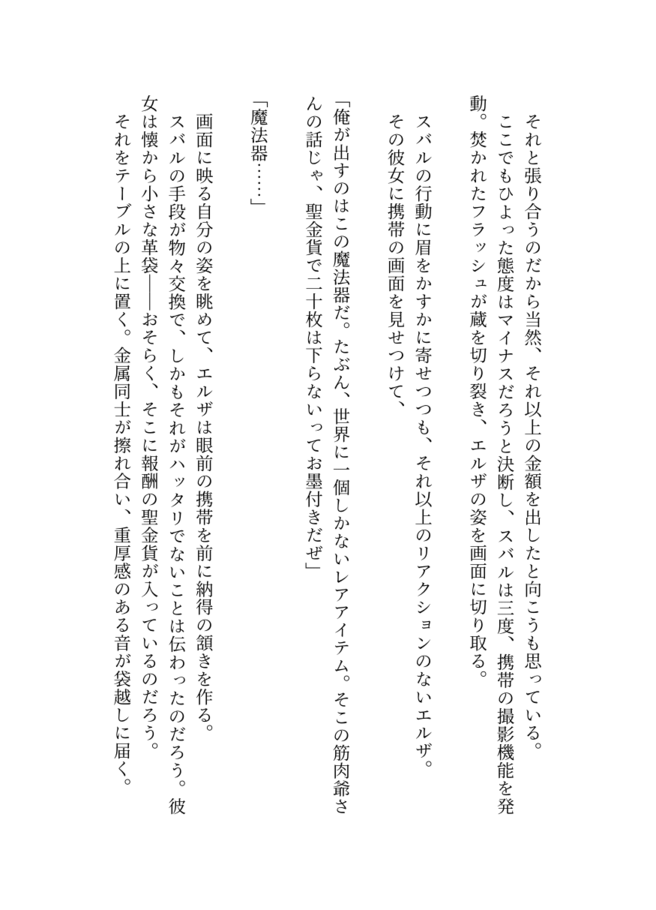 それと張り合うのだから当然、それ以上の金額を出したと向こうも思っている。
　ここでもひよった態度はマイナスだろうと決断し、スバルは三度、携帯の撮影機能を発
動。焚かれたフラッシュが蔵を切り裂き、エルザの姿を画面に切り取る。
　スバルの行動に眉をかすかに寄せつつも、それ以上のリアクションのないエルザ。
　その彼女に携帯の画面を見せつけて、
「俺が出すのはこの魔法器だ。たぶん、世界に一個しかないレアアイテム。そこの筋肉爺さ
んの話じゃ、聖金貨で二十枚は下らないってお墨付きだぜ」
「魔法器……」
　画面に映る自分の姿を眺めて、エルザは眼前の携帯を前に納得の頷きを作る。
　スバルの手段が物々交換で、しかもそれがハッタリでないことは伝わったのだろう。彼
女は懐から小さな革袋――おそらく、そこに報酬の聖金貨が入っているのだろう。
　それをテーブルの上に置く。金属同士が擦れ合い、重厚感のある音が袋越しに届く。